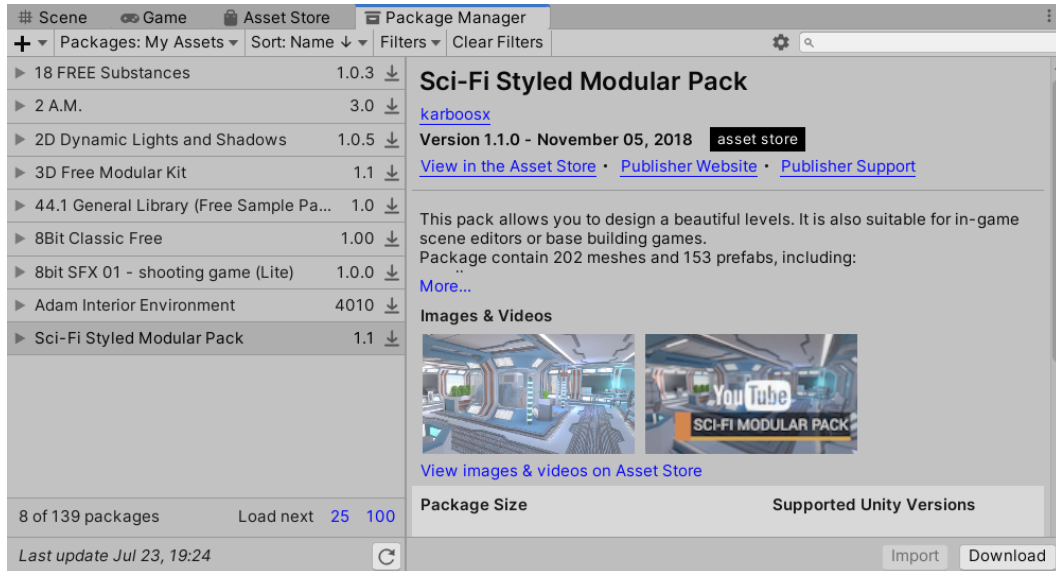 Scene Game Asset Store Package Manager
+ Packages: My Assets Sort: Name ↓ Filters Clear Filters
18 FREE Substances 1.0.3
2 A.M. 3.0
2D Dynamic Lights and Shadows 1.0.5
3D Free Modular Kit 1.1
44.1 General Library (Free Sample Pa... 1.0
8Bit Classic Free 1.00
8bit SFX 01 - shooting game (Lite) 1.0.0
Adam Interior Environment 4010
Sci-Fi Styled Modular Pack 1.1
8 of 139 packages Load next 25 100
Last update Jul 23, 19:24
Sci-Fi Styled Modular Pack
karboosx
Version 1.1.0 - November 05, 2018 asset store
View in the Asset Store • Publisher Website • Publisher Support
This pack allows you to design a beautiful levels. It is also suitable for in-game
scene editors or base building games.
Package contain 202 meshes and 153 prefabs, including:
More...
Images & Videos
YouTube
SCI-FI MODULAR PACK
View images & videos on Asset Store
Package Size Supported Unity Versions
Import Download